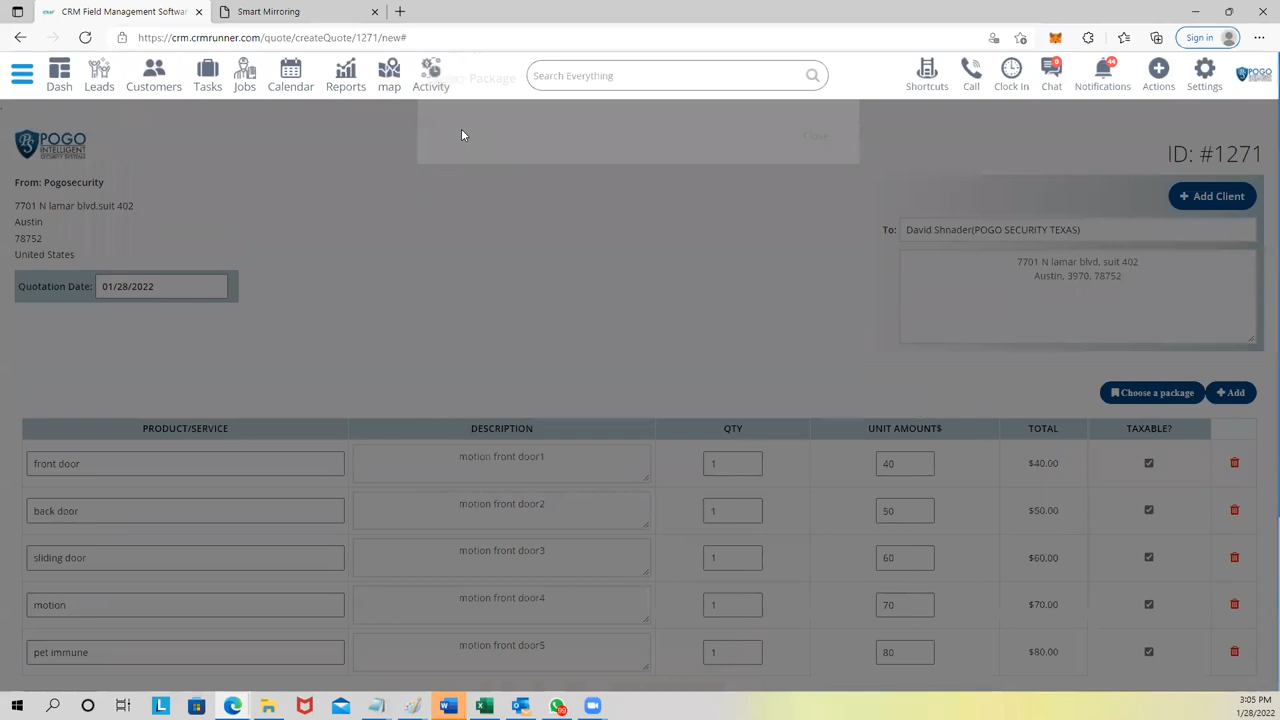 CRM Field Management Softwar
Smart Mirroring
https://crm.crmrunner.com/quote/createQuote/1271/new#
Sign in
Dash
Leads
Customers
Tasks
Jobs
Calendar
Reports
map
Activity
Package
Search Everything
Shortcuts
Call
Clock In
0
Chat
44
Notifications
Actions
Settings
POGO
Close
POGO
INTELLIGENT
SECURITY SYSTEMS
ID: #1271
From: Pogosecurity
Add Client
7701 N lamar blvd.suit 402
Austin
78752
United States
To: David Shnader(POGO SECURITY TEXAS)
7701 N lamar blvd, suit 402
Austin, 3970, 78752
Quotation Date: 01/28/2022
Choose a package
Add
PRODUCT/SERVICE DESCRIPTION QTY UNIT AMOUNT$ TOTAL TAXABLE?
front door motion front door1 1 40 $40.00
back door motion front door2 1 50 $50.00
sliding door motion front door3 1 60 $60.00
motion motion front door4 1 70 $70.00
pet immune motion front door5 1 80 $80.00
L
W
99
3:05 PM
1/28/2022